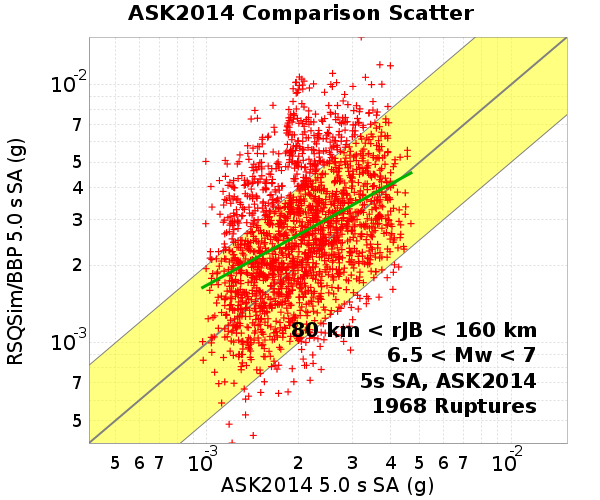 ASK2014 Comparison Scatter
RSQSim/BBP 5.0 s SA (g)
10-2
7
5
4
3
2
10-3
7
5
80 km < rJB < 160 km
6.5 < Mw < 7
5s SA, ASK2014
1968 Ruptures
5 6 7 10-3 2 3 4 5 6 7 10-2
ASK2014 5.0 s SA (g)